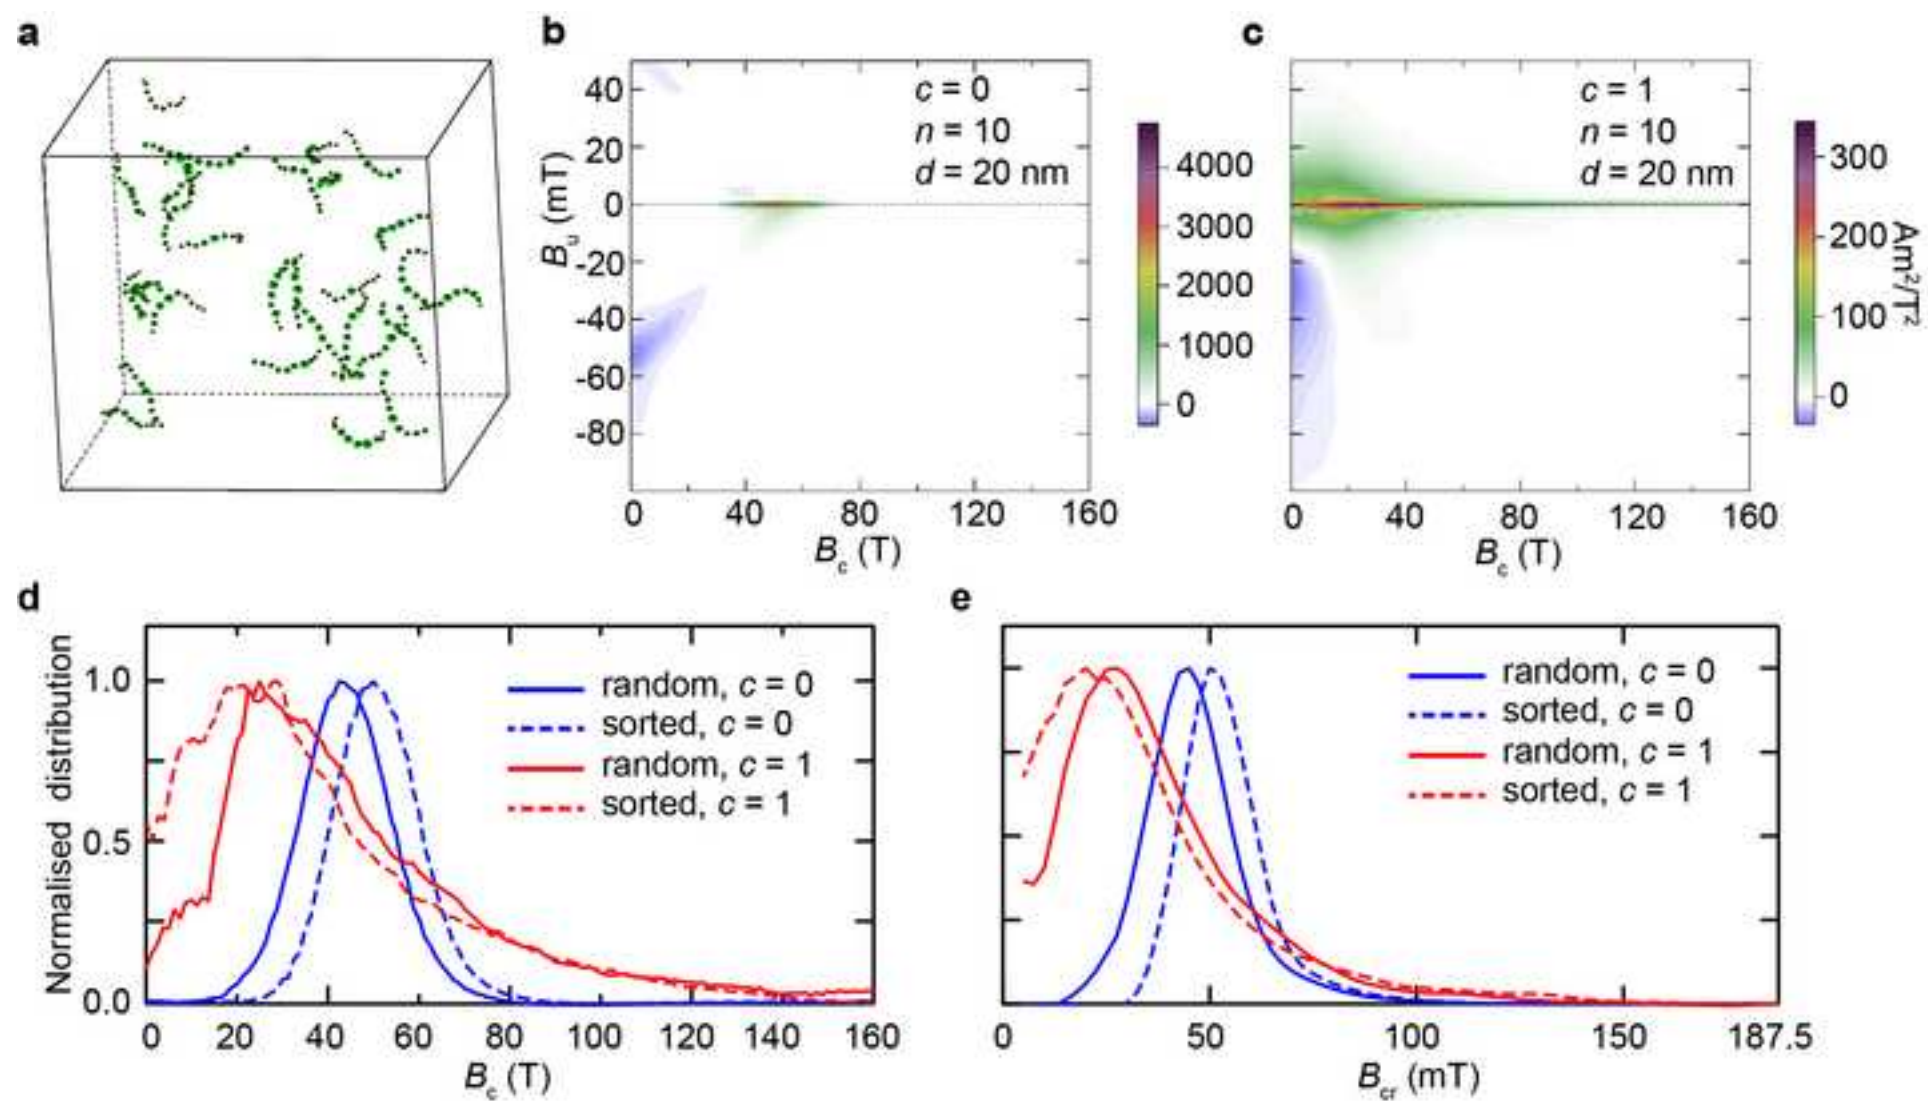 a
b
c
40
20
0
-20
-40
-60
-80
B_u (mT)
c = 0
n = 10
d = 20 nm
0 40 80 120 160
B_c (T)
4000
3000
2000
1000
0
c = 1
n = 10
d = 20 nm
0 40 80 120 160
B_c (T)
300
200
100
0
Am²/T²
d
Normalised distribution
1.0
0.5
0.0
random, c = 0
sorted, c = 0
random, c = 1
sorted, c = 1
0 20 40 60 80 100 120 140 160
B_c (T)
e
random, c = 0
sorted, c = 0
random, c = 1
sorted, c = 1
0 50 100 150 187.5
B_cr (mT)